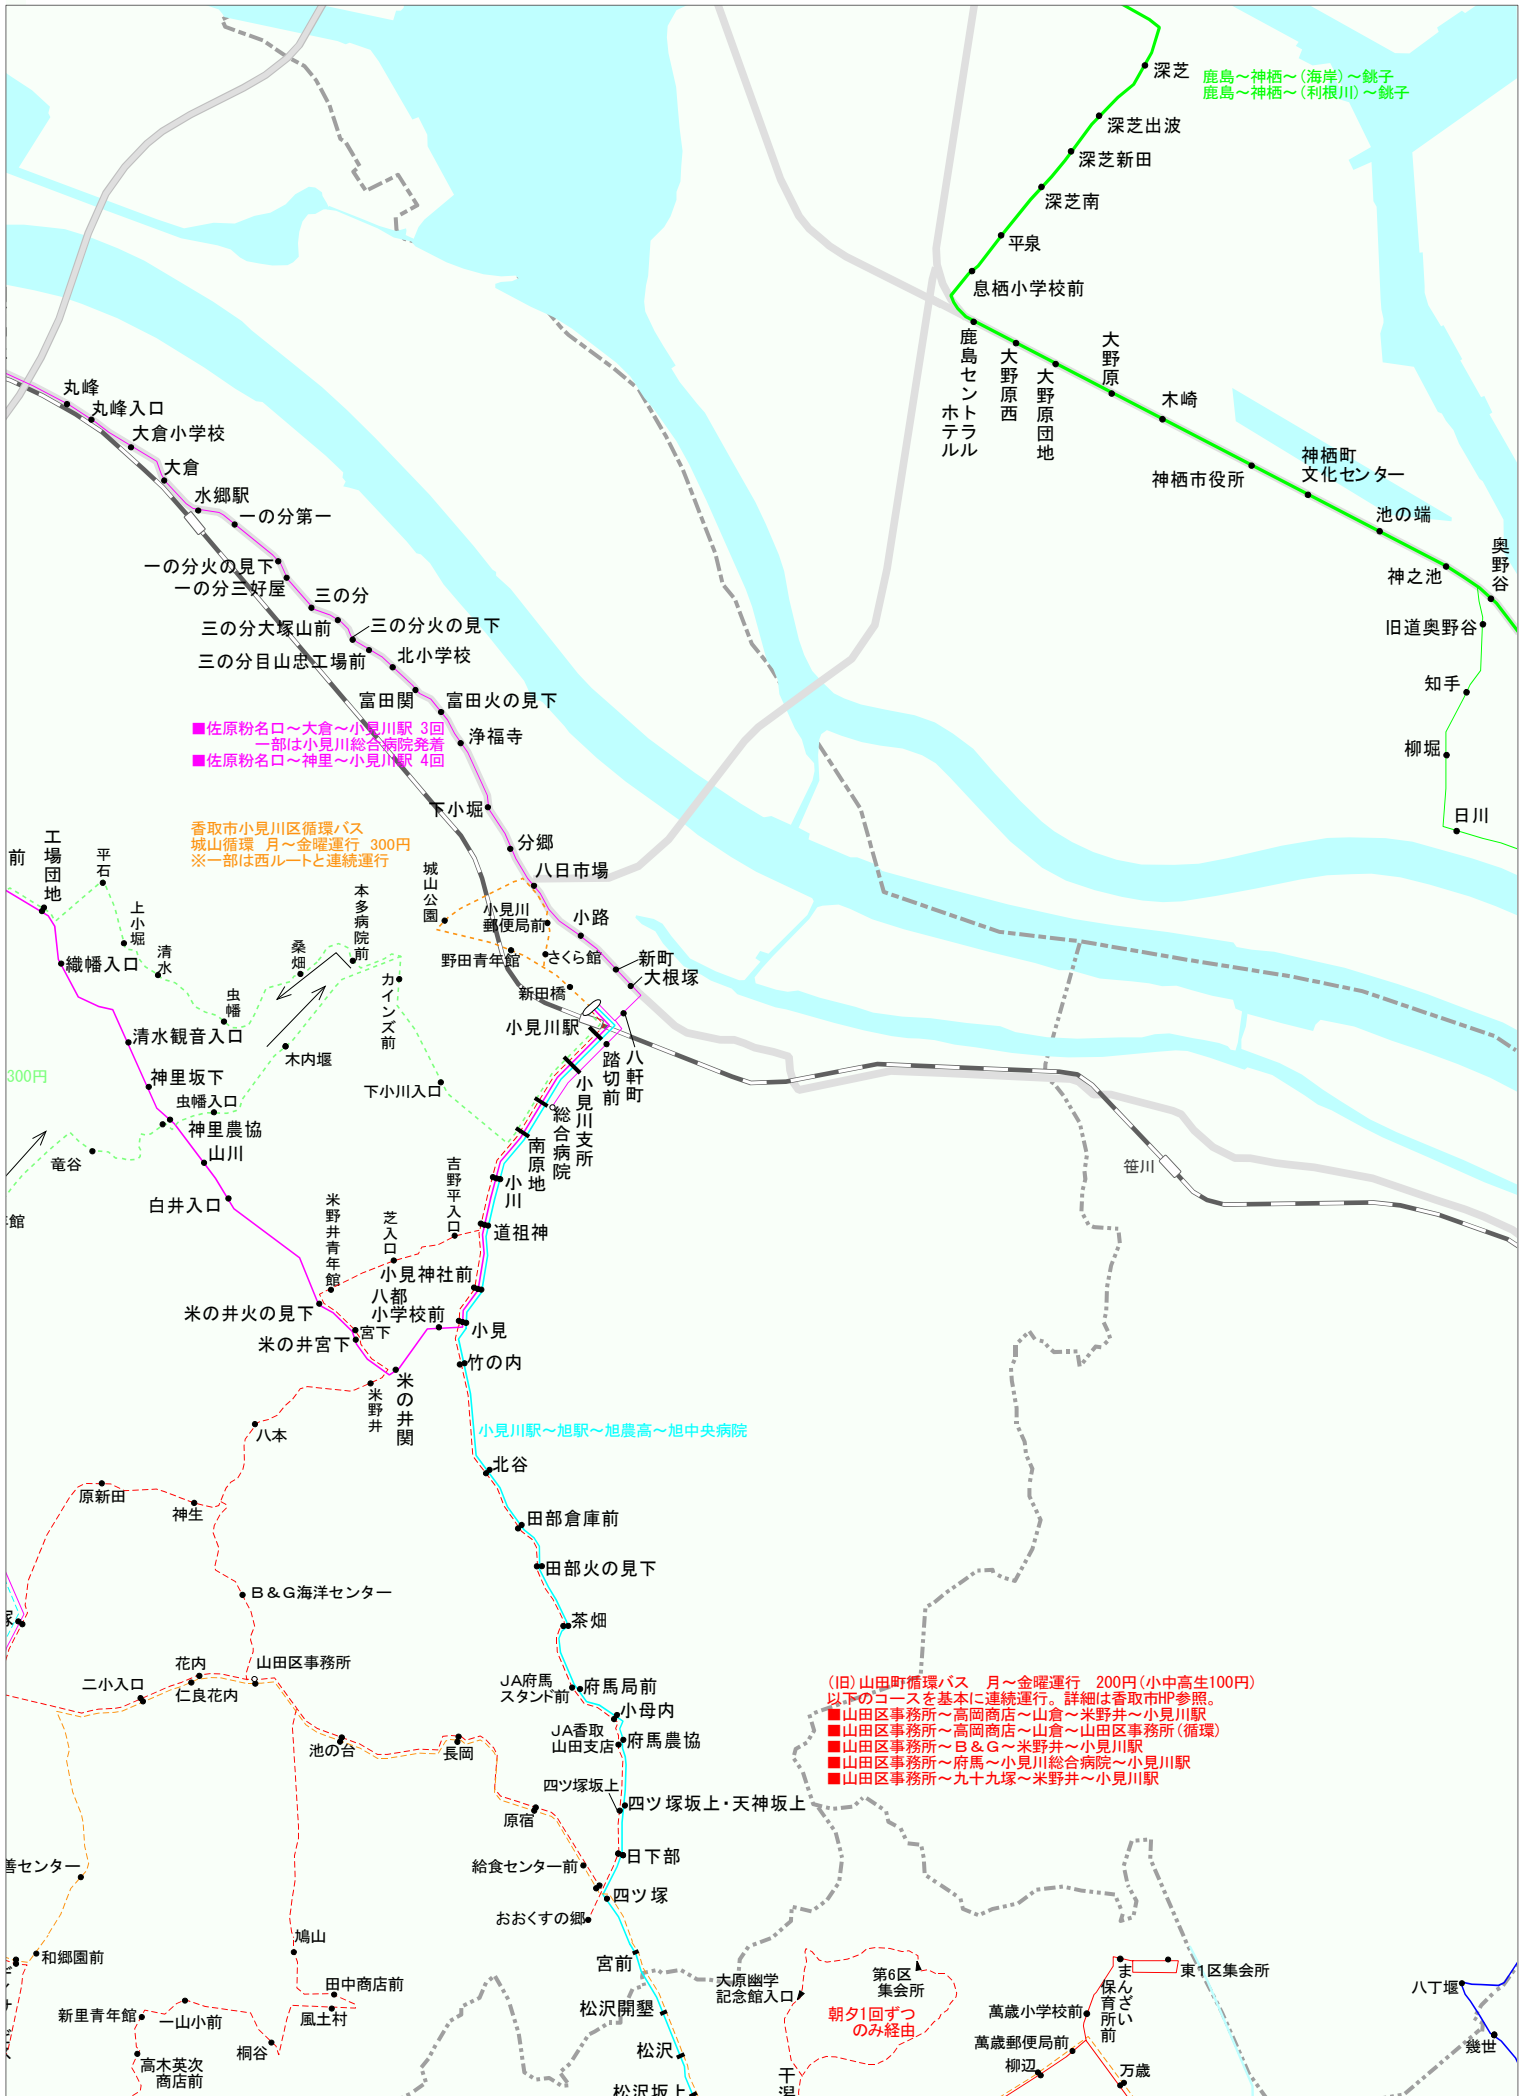 深芝
鹿島～神栖～(海岸)～銚子
鹿島～神栖～(利根川)～銚子
深芝出波
深芝新田
深芝南
平泉
息栖小学校前
鹿島セントラル
ホテル
大野原西
大野原団地
大野原
木崎
神栖市役所
神栖町
文化センター
池の端
神之池
奥野谷
旧道奥野谷
知手
柳堀
日川
丸峰
丸峰入口
大倉小学校
大倉
水郷駅
一の分第一
一の分火の見下
一の分三好屋
三の分
三の分大塚山前
三の分火の見下
三の分目山忠工場前
北小学校
富田関
富田火の見下
■佐原粉名口～大倉～小見川駅 3回
一部は小見川総合病院発着
■佐原粉名口～神里～小見川駅 4回
浄福寺
下小堀
分郷
八日市場
香取市小見川区循環バス
城山循環 月～金曜運行 300円
※一部は西ルートと連続運行
城山公園
小見川
郵便局前
小路
野田青年館
さくら館
新町
大根塚
新田橋
小見川駅
踏切前
八軒町
前
工場団地
平石
上小堀
清水
桑畑
本多病院前
虫幡
カインズ前
織幡入口
清水観音入口
木内堰
300円
神里坂下
虫幡入口
下小川入口
神里農協
竜谷
山川
白井入口
館
小見川支所
総合病院
南原地
小川
道祖神
吉野平入口
芝入口
米野井青年館
小見神社前
八都
小学校前
米の井火の見下
宮下
米の井宮下
小見
竹の内
米の井関
米野井
八本
笹川
小見川駅～旭駅～旭農高～旭中央病院
北谷
原新田
神生
田部倉庫前
田部火の見下
B&G海洋センター
茶畑
塚
花内
山田区事務所
二小入口
仁良花内
JA府馬
スタンド前
府馬局前
小母内
JA香取
山田支店
府馬農協
池の台
長岡
四ツ塚坂上
四ツ塚坂上・天神坂上
原宿
日下部
給食センター前
四ツ塚
おおくすの郷
善センター
(旧)山田町循環バス 月～金曜運行 200円(小中高生100円)
以下のコースを基本に連続運行。詳細は香取市HP参照。
■山田区事務所～高岡商店～山倉～米野井～小見川駅
■山田区事務所～高岡商店～山倉～山田区事務所(循環)
■山田区事務所～B&G～米野井～小見川駅
■山田区事務所～府馬～小見川総合病院～小見川駅
■山田区事務所～九十九塚～米野井～小見川駅
和郷園前
鳩山
田中商店前
風土村
新里青年館
一山小前
桐谷
高木英次
商店前
宮前
松沢開墾
松沢
松沢坂上
大原幽学
記念館入口
第6区
集会所
朝夕1回ずつ
のみ経由
干潟
まんざい
保育所前
東1区集会所
萬歳小学校前
萬歳郵便局前
柳辺
万歳
八丁堰
幾世